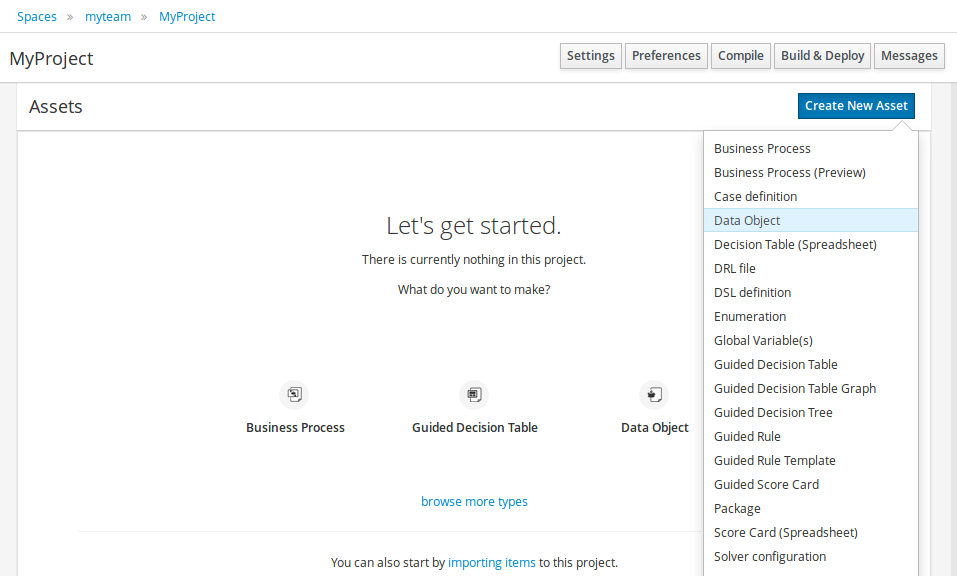 Spaces » myteam » MyProject
MyProject
Settings Preferences Compile Build & Deploy Messages
Assets
Create New Asset
Business Process
Business Process (Preview)
Case definition
Data Object
Decision Table (Spreadsheet)
DRL file
DSL definition
Enumeration
Global Variable(s)
Guided Decision Table
Guided Decision Table Graph
Guided Decision Tree
Guided Rule
Guided Rule Template
Guided Score Card
Package
Score Card (Spreadsheet)
Solver configuration
Let's get started.
There is currently nothing in this project.
What do you want to make?
Business Process Guided Decision Table Data Object
browse more types
You can also start by importing items to this project.